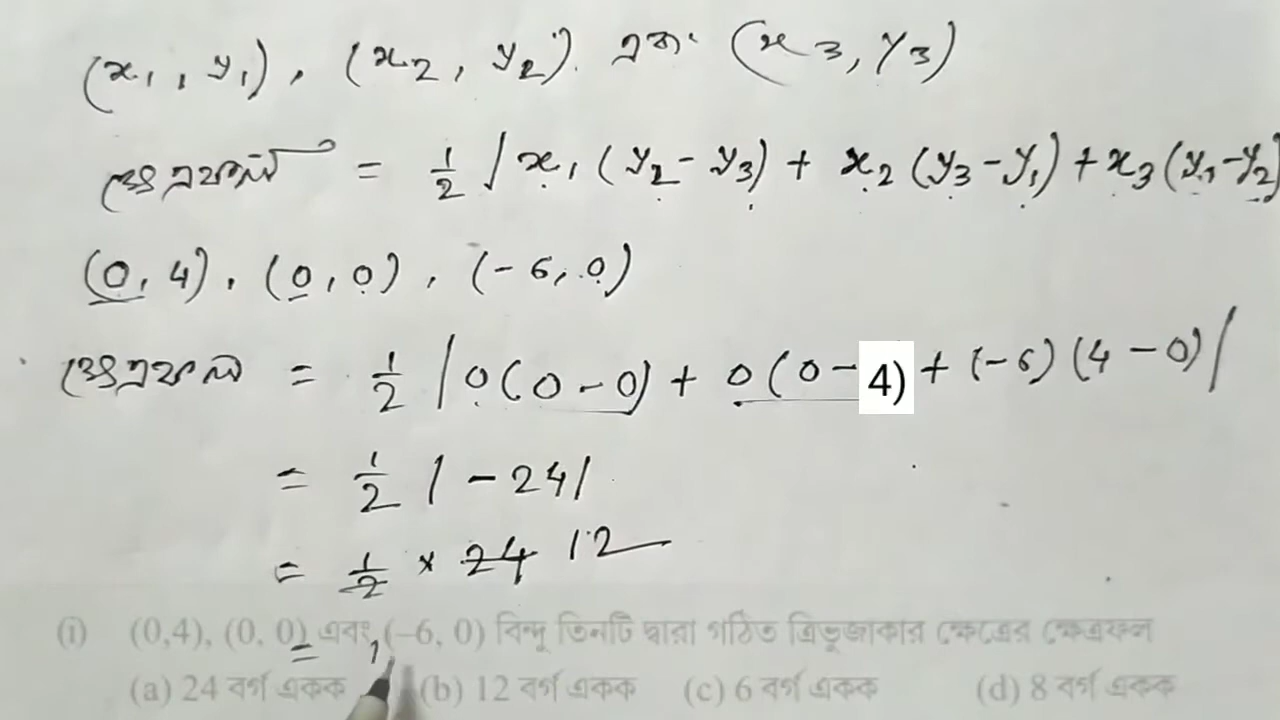 (x₁, y₁), (x₂, y₂) এবং (x₃, y₃)
ক্ষেত্রফল = 1/2 |x₁(y₂-y₃) + x₂(y₃-y₁) + x₃(y₁-y₂)
(0, 4), (0, 0), (-6, 0)
ক্ষেত্রফল = 1/2 |0(0-0) + 0(0-4) + (-6)(4-0)|
= 1/2 |-24|
= 1/2 × 24 12
(i) (0,4), (0, 0) এবং (–6, 0) বিন্দু তিনটি দ্বারা গঠিত ত্রিভুজাকার ক্ষেত্রের ক্ষেত্রফল
= 1
(a) 24 বর্গ একক (b) 12 বর্গ একক (c) 6 বর্গ একক (d) 8 বর্গ একক